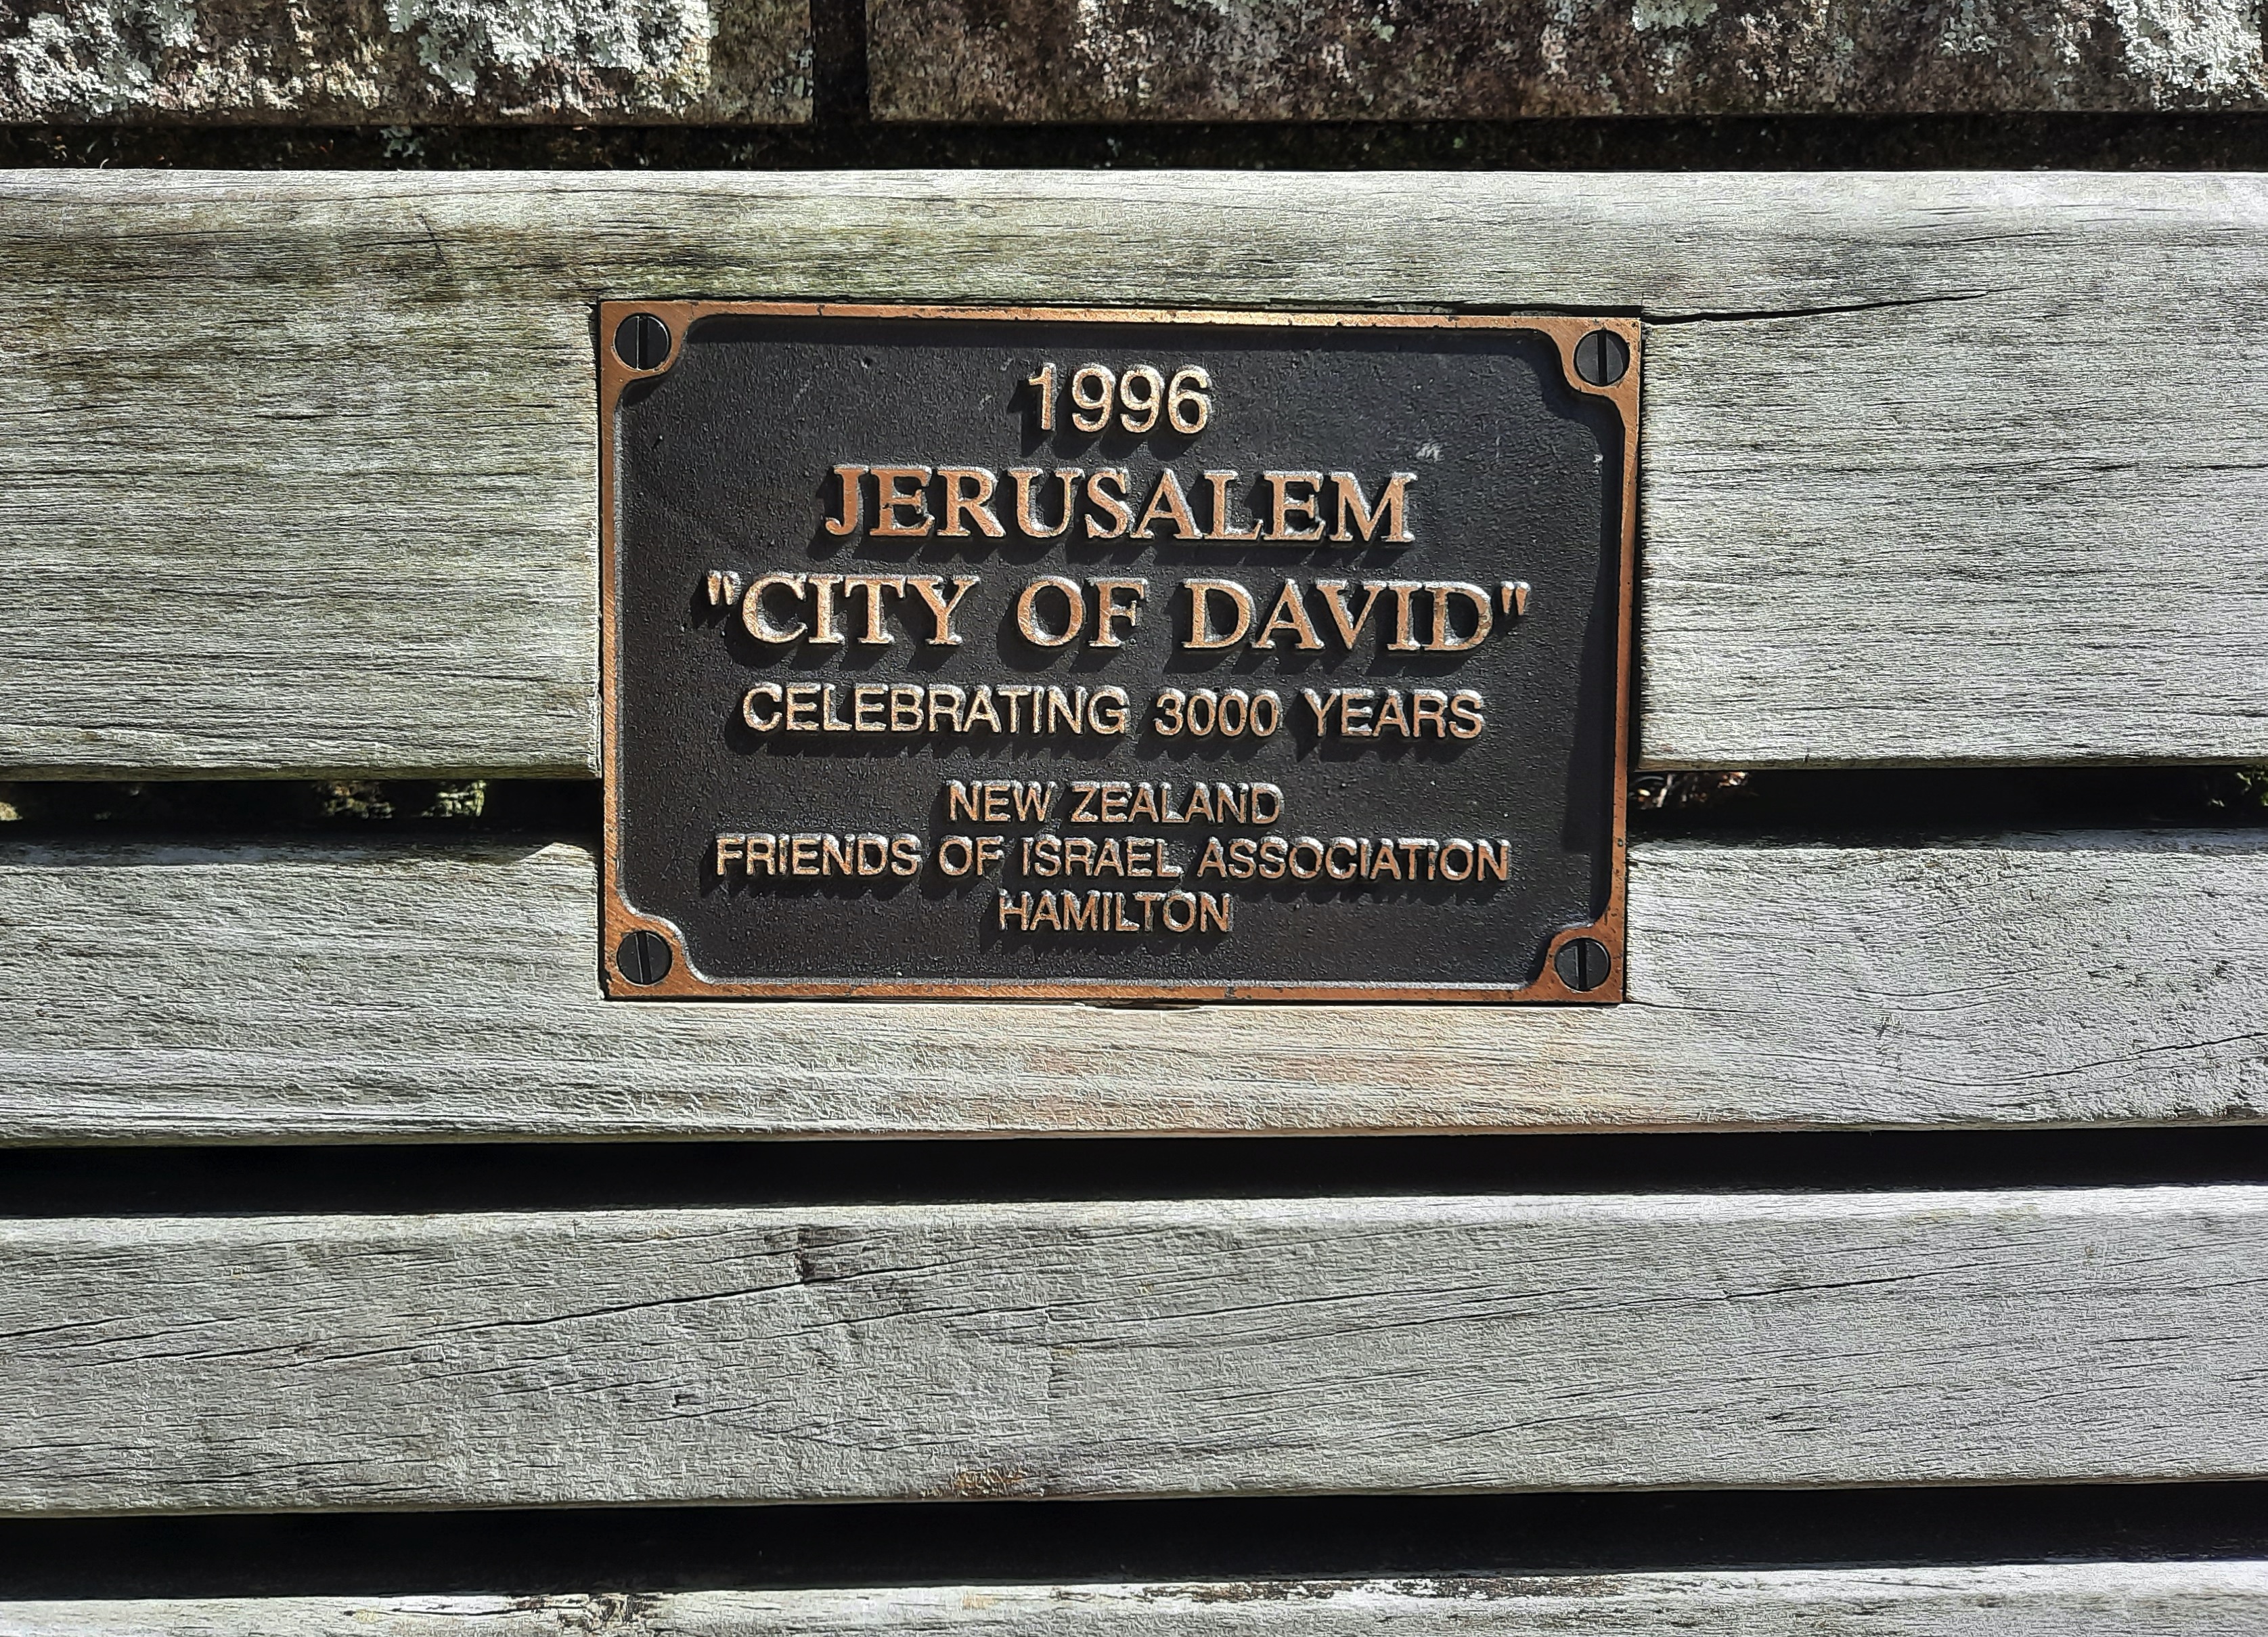 1996
JERUSALEM
"CITY OF DAVID"
CELEBRATING 3000 YEARS
NEW ZEALAND
FRIENDS OF ISRAEL ASSOCIATION
HAMILTON